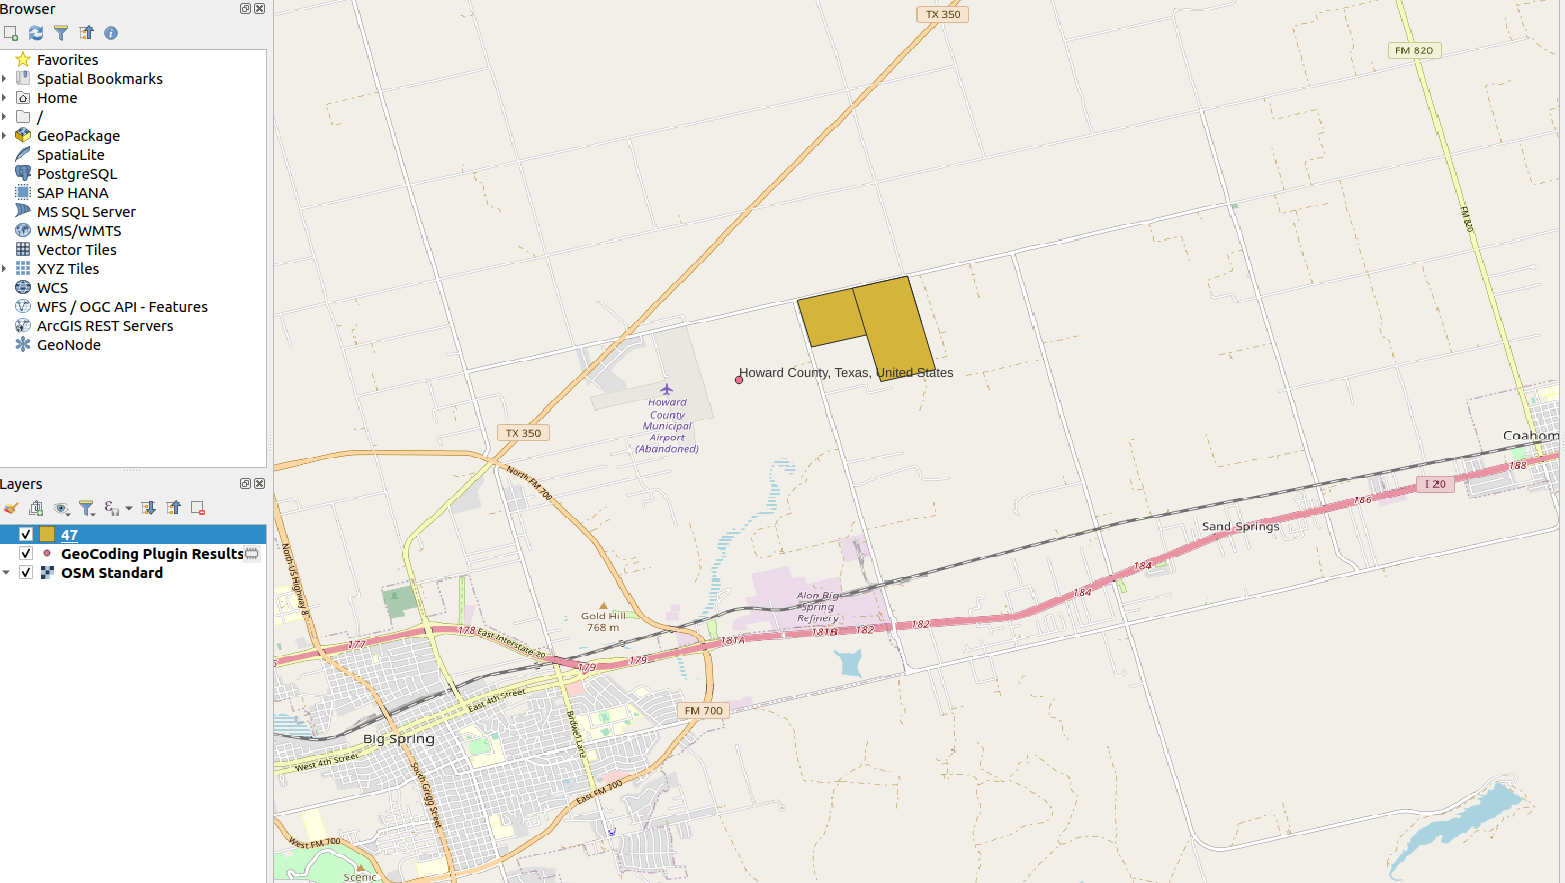 Browser
Favorites
Spatial Bookmarks
Home
/
GeoPackage
SpatiaLite
PostgreSQL
SAP HANA
MS SQL Server
WMS/WMTS
Vector Tiles
XYZ Tiles
WCS
WFS / OGC API - Features
ArcGIS REST Servers
GeoNode
Layers
47
GeoCoding Plugin Results
OSM Standard
TX 350
FM 820
FM 820
Howard County, Texas, United States
Howard
County
Municipal
Airport
(Abandoned)
TX 350
North FM 700
Coahom
188
I 20
186
Sand Springs
184
184
North US Highway 8
Alon Big
Spring
Refinery
Gold Hill
768 m
182
182
181B
181A
178
East Interstate 20
177
179
179
East 4th Street
FM 700
Birdwell Lane
Big Spring
West 4th Street
South Gregg Street
East FM 700
West FM 700
Scenic